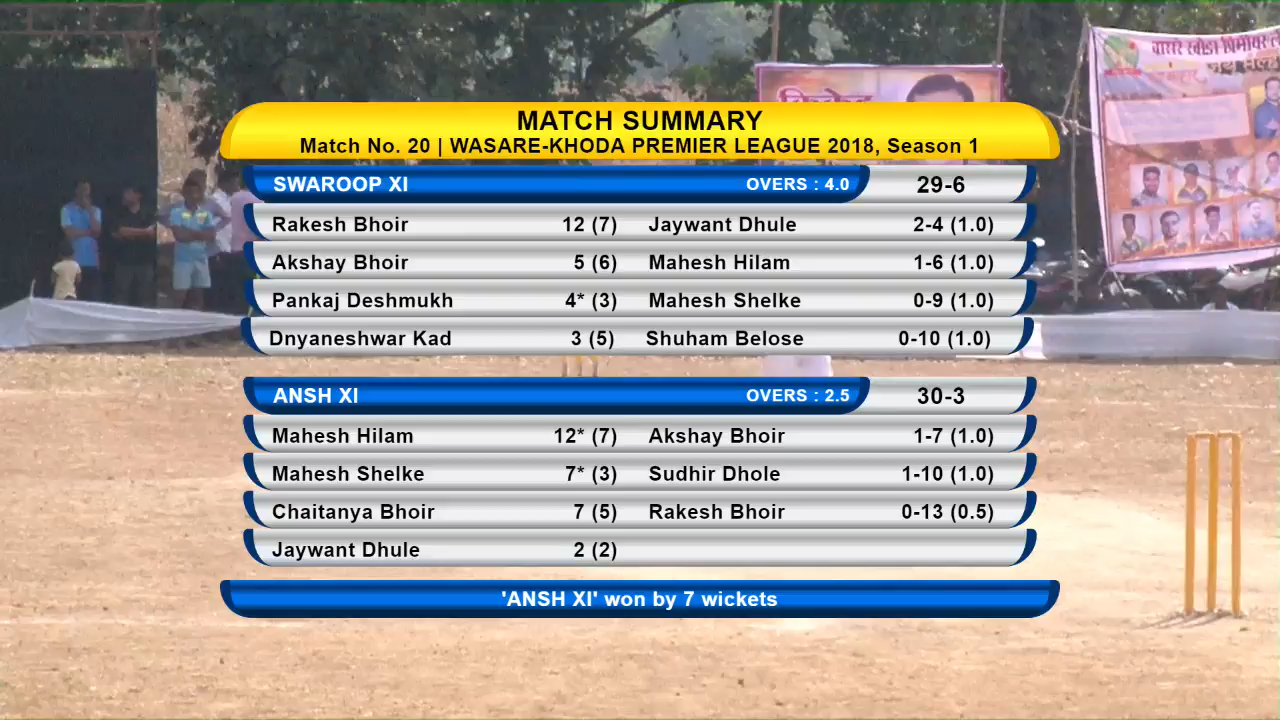 MATCH SUMMARY
Match No. 20 | WASARE-KHODA PREMIER LEAGUE 2018, Season 1
SWAROOP XI OVERS : 4.0 29-6
Rakesh Bhoir 12 (7) Jaywant Dhule 2-4 (1.0)
Akshay Bhoir 5 (6) Mahesh Hilam 1-6 (1.0)
Pankaj Deshmukh 4* (3) Mahesh Shelke 0-9 (1.0)
Dnyaneshwar Kad 3 (5) Shuham Belose 0-10 (1.0)
ANSH XI OVERS : 2.5 30-3
Mahesh Hilam 12* (7) Akshay Bhoir 1-7 (1.0)
Mahesh Shelke 7* (3) Sudhir Dhole 1-10 (1.0)
Chaitanya Bhoir 7 (5) Rakesh Bhoir 0-13 (0.5)
Jaywant Dhule 2 (2)
'ANSH XI' won by 7 wickets